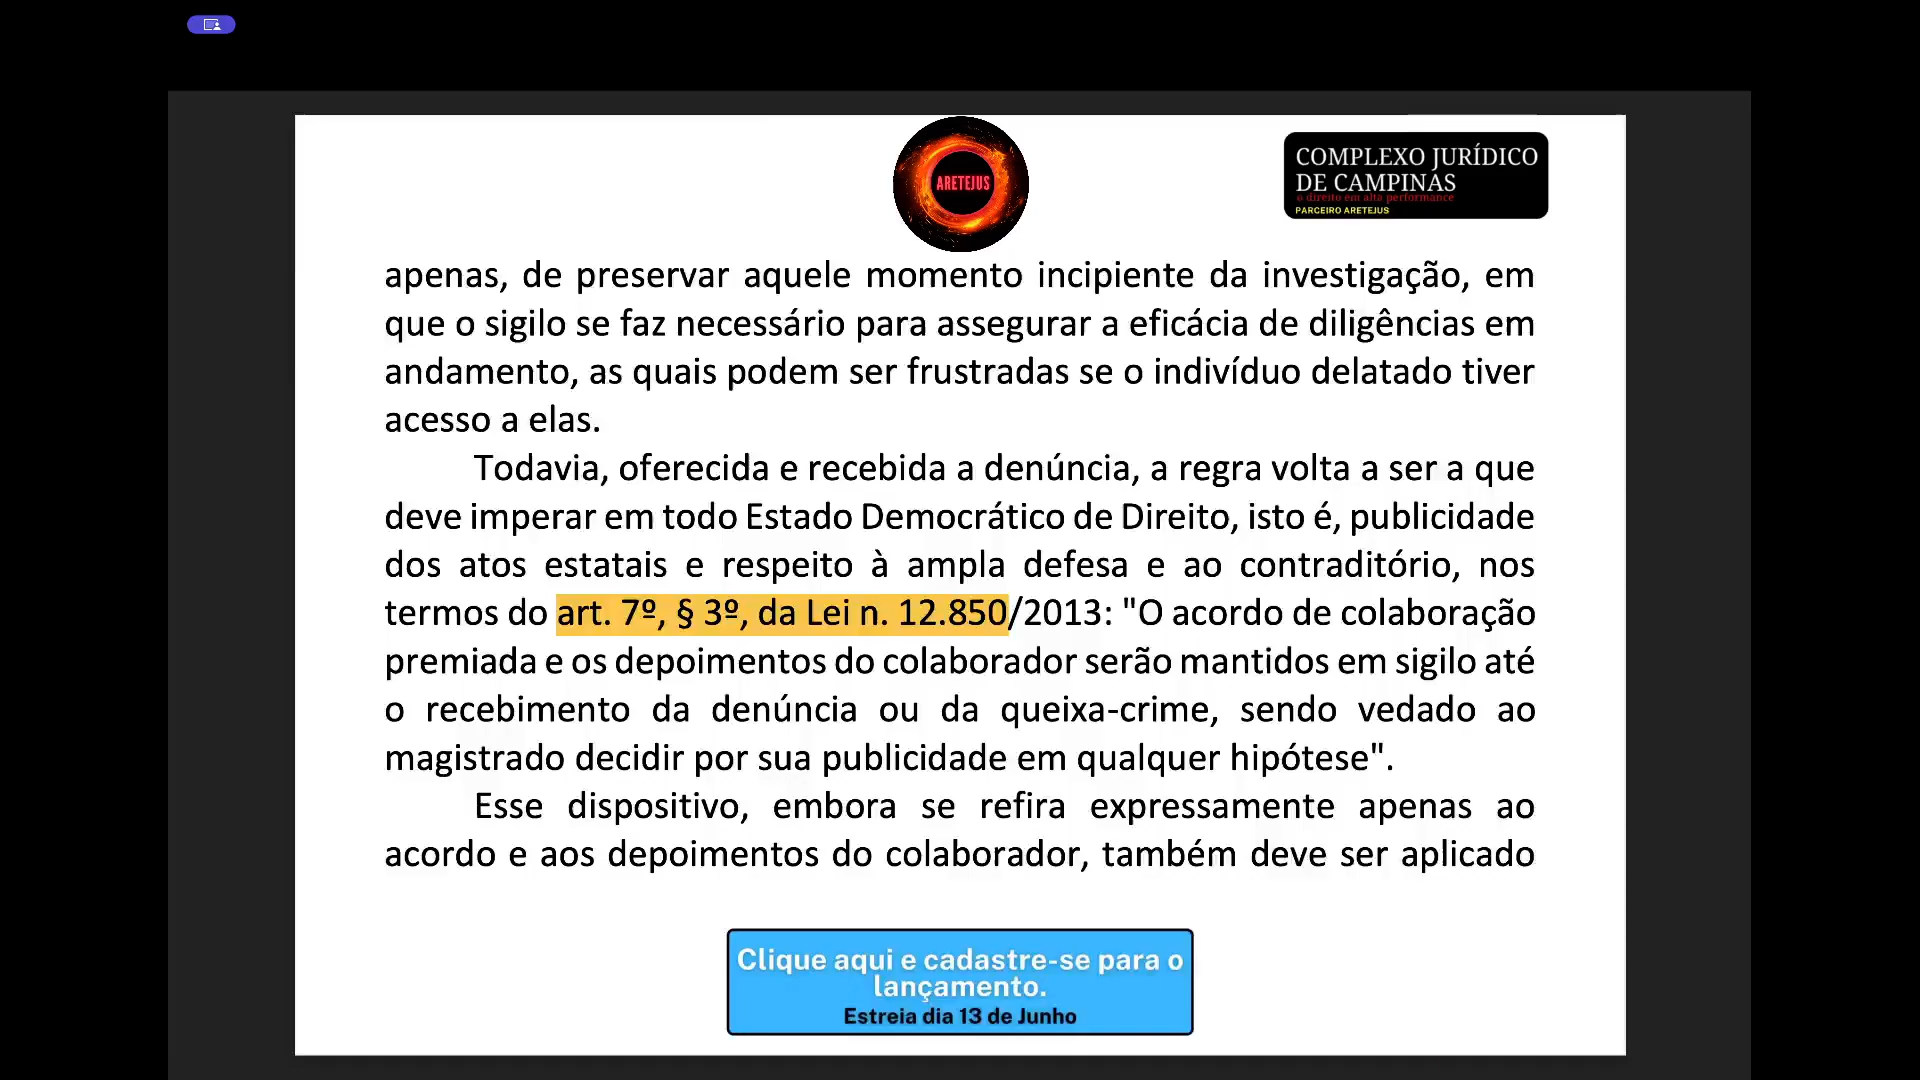 ARETEJUS
COMPLEXO JURÍDICO
DE CAMPINAS
o direito em alta performance
PARCEIRO ARETEJUS
apenas, de preservar aquele momento incipiente da investigação, em
que o sigilo se faz necessário para assegurar a eficácia de diligências em
andamento, as quais podem ser frustradas se o indivíduo delatado tiver
acesso a elas.
Todavia, oferecida e recebida a denúncia, a regra volta a ser a que
deve imperar em todo Estado Democrático de Direito, isto é, publicidade
dos atos estatais e respeito à ampla defesa e ao contraditório, nos
termos do art. 7º, § 3º, da Lei n. 12.850/2013: "O acordo de colaboração
premiada e os depoimentos do colaborador serão mantidos em sigilo até
o recebimento da denúncia ou da queixa-crime, sendo vedado ao
magistrado decidir por sua publicidade em qualquer hipótese".
Esse dispositivo, embora se refira expressamente apenas ao
acordo e aos depoimentos do colaborador, também deve ser aplicado
Clique aqui e cadastre-se para o
lançamento.
Estreia dia 13 de Junho